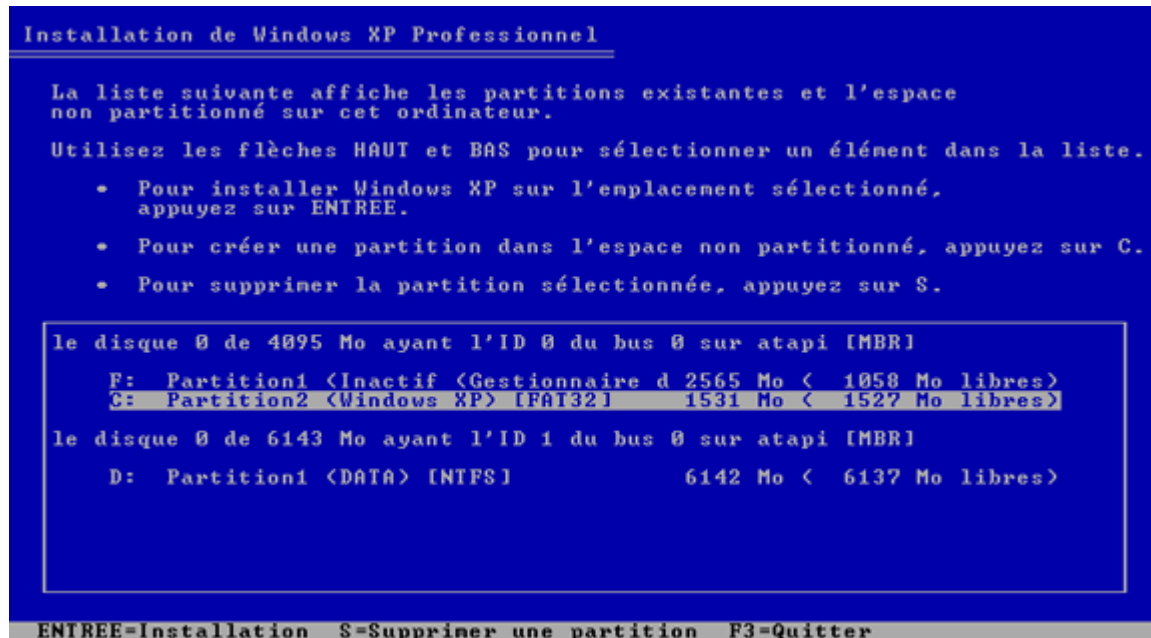 Installation de Windows XP Professionnel
La liste suivante affiche les partitions existantes et l'espace
non partitionné sur cet ordinateur.
Utilisez les flèches HAUT et BAS pour sélectionner un élément dans la liste.
• Pour installer Windows XP sur l'emplacement sélectionné,
appuyez sur ENTREE.
• Pour créer une partition dans l'espace non partitionné, appuyez sur C.
• Pour supprimer la partition sélectionnée, appuyez sur S.
le disque 0 de 4095 Mo ayant l'ID 0 du bus 0 sur atapi [MBR]
F: Partition1 (Inactif (Gestionnaire d 2565 Mo ( 1058 Mo libres)
C: Partition2 (Windows XP) [FAT32] 1531 Mo ( 1527 Mo libres)
le disque 0 de 6143 Mo ayant l'ID 1 du bus 0 sur atapi [MBR]
D: Partition1 (DATA) [NTFS] 6142 Mo ( 6137 Mo libres)
ENTREE=Installation S=Supprimer une partition F3=Quitter